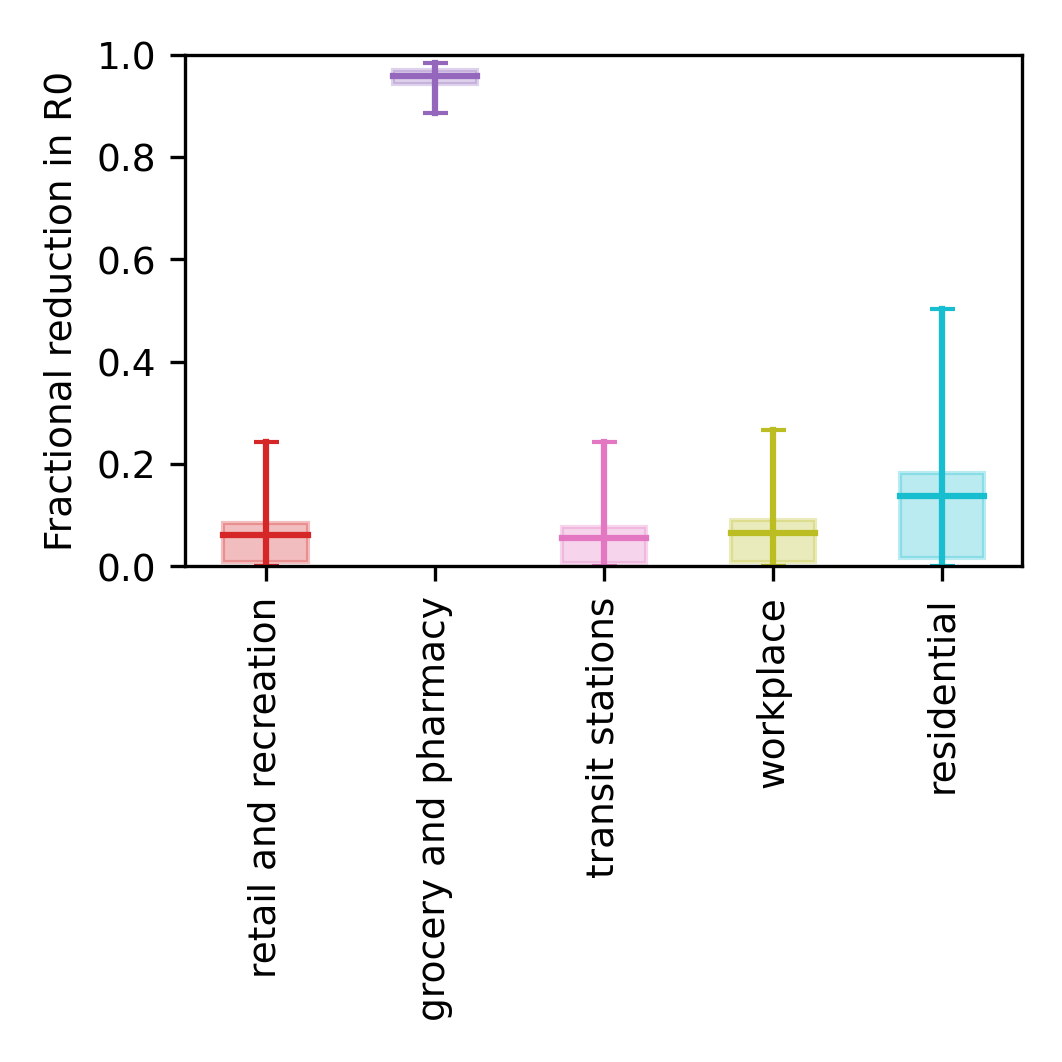 Fractional reduction in R0
1.0
0.8
0.6
0.4
0.2
0.0
retail and recreation
grocery and pharmacy
transit stations
workplace
residential